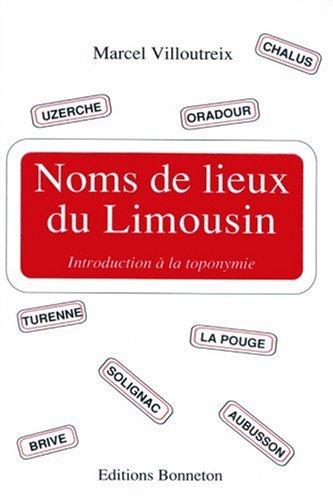 Marcel Villoutreix
CHALUS
UZERCHE
ORADOUR
Noms de lieux
du Limousin
Introduction à la toponymie
TURENNE
LA POUGE
SOLIGNAC
AUBUSSON
BRIVE
Editions Bonneton